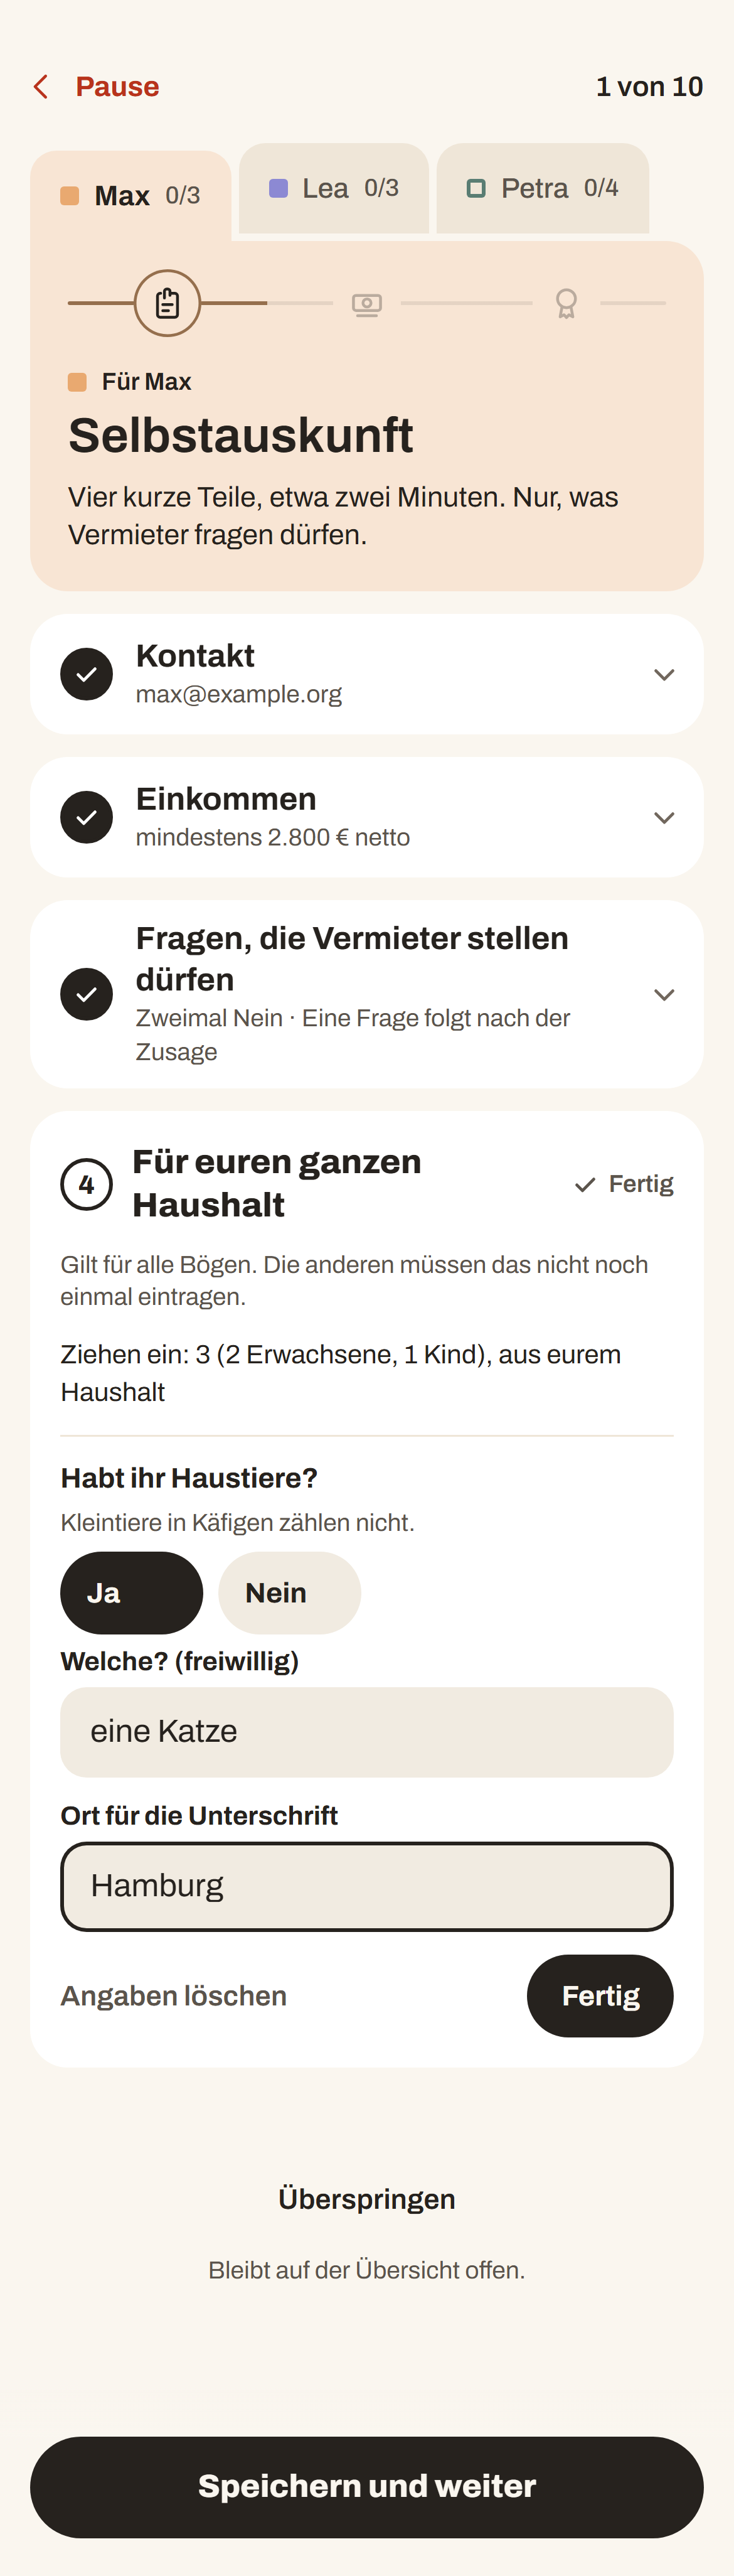 Pause
1 von 10
Max 0/3
Lea 0/3
Petra 0/4
Für Max
Selbstauskunft
Vier kurze Teile, etwa zwei Minuten. Nur, was
Vermieter fragen dürfen.
Kontakt
max@example.org
Einkommen
mindestens 2.800 € netto
Fragen, die Vermieter stellen
dürfen
Zweimal Nein · Eine Frage folgt nach der
Zusage
4
Für euren ganzen
Haushalt
Fertig
Gilt für alle Bögen. Die anderen müssen das nicht noch
einmal eintragen.
Ziehen ein: 3 (2 Erwachsene, 1 Kind), aus eurem
Haushalt
Habt ihr Haustiere?
Kleintiere in Käfigen zählen nicht.
Ja
Nein
Welche? (freiwillig)
eine Katze
Ort für die Unterschrift
Hamburg
Angaben löschen
Fertig
Überspringen
Bleibt auf der Übersicht offen.
Speichern und weiter